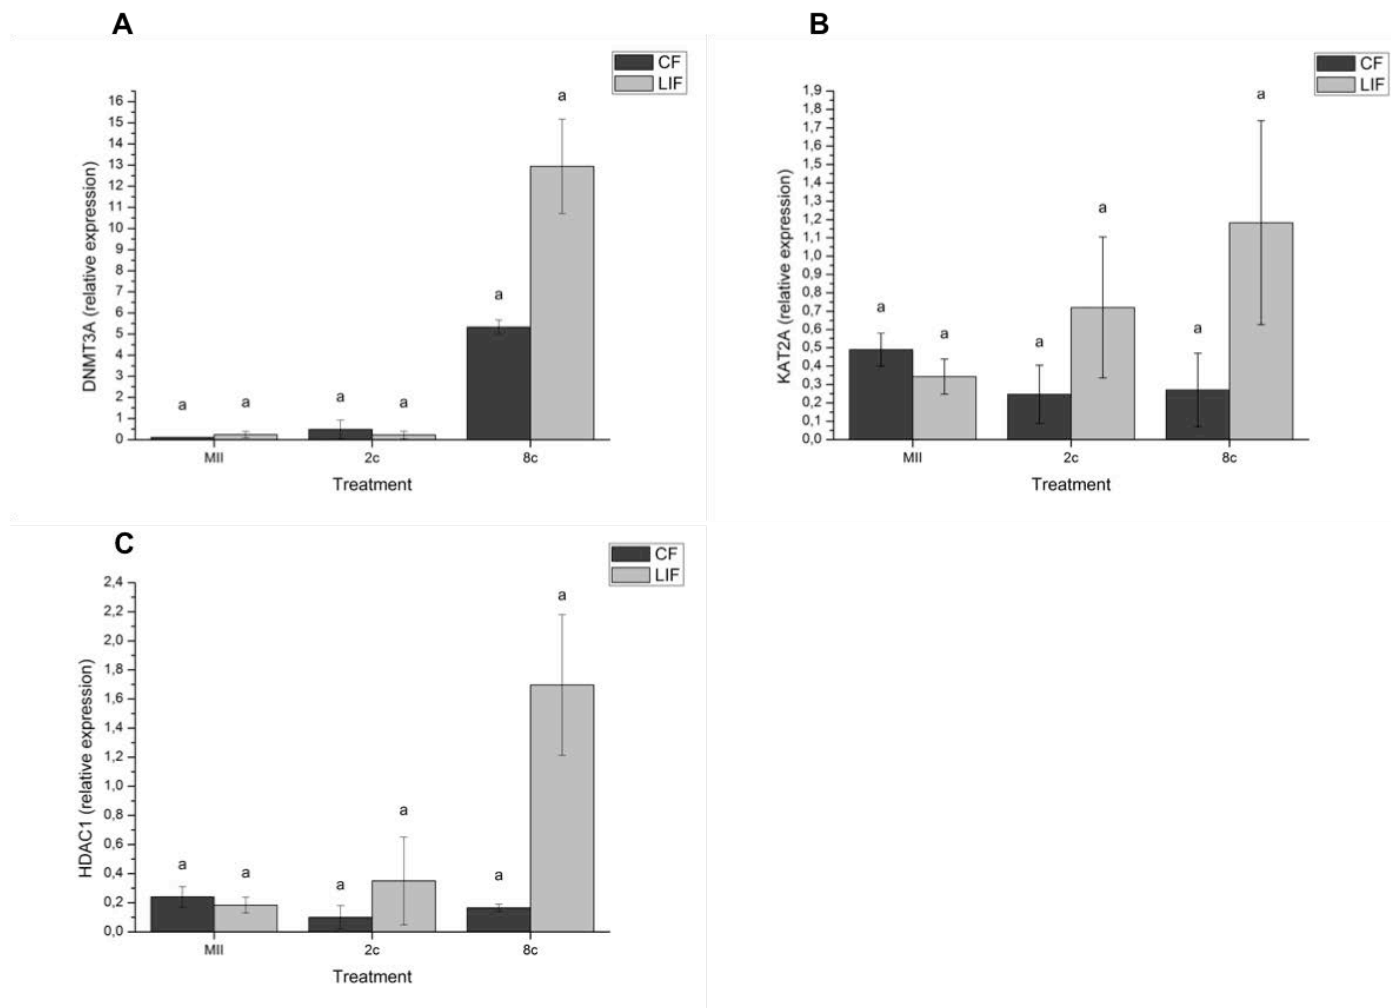 A
CF
LIF
16
15
14
13
12
11
10
9
8
7
6
5
4
3
2
1
0
DNMT3A (relative expression)
a
a
a
a
a
a
MII
2c
8c
Treatment
B
CF
LIF
1,9
1,8
1,7
1,6
1,5
1,4
1,3
1,2
1,1
1,0
0,9
0,8
0,7
0,6
0,5
0,4
0,3
0,2
0,1
0,0
KAT2A (relative expression)
a
a
a
a
a
a
MII
2c
8c
Treatment
C
CF
LIF
2,4
2,2
2,0
1,8
1,6
1,4
1,2
1,0
0,8
0,6
0,4
0,2
0,0
HDAC1 (relative expression)
a
a
a
a
a
a
MII
2c
8c
Treatment